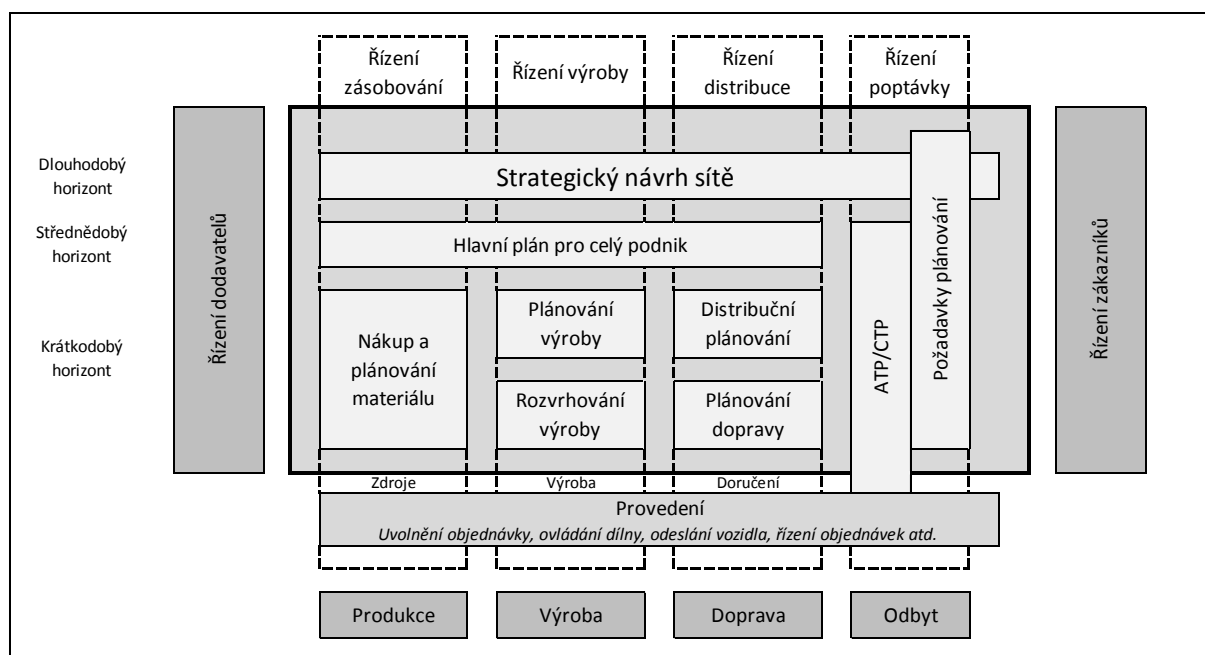 Řízení
zásobování
Řízení výroby
Řízení
distribuce
Řízení
poptávky
Řízení dodavatelů
Dlouhodobý
horizont
Strategický návrh sítě
Střednědobý
horizont
Hlavní plán pro celý podnik
Krátkodobý
horizont
Nákup a
plánování
materiálu
Plánování
výroby
Distribuční
plánování
Rozvrhování
výroby
Plánování
dopravy
ATP/CTP
Požadavky plánování
Řízení zákazníků
Zdroje
Výroba
Doručení
Provedení
Uvolnění objednávky, ovládání dílny, odeslání vozidla, řízení objednávek atd.
Produkce
Výroba
Doprava
Odbyt